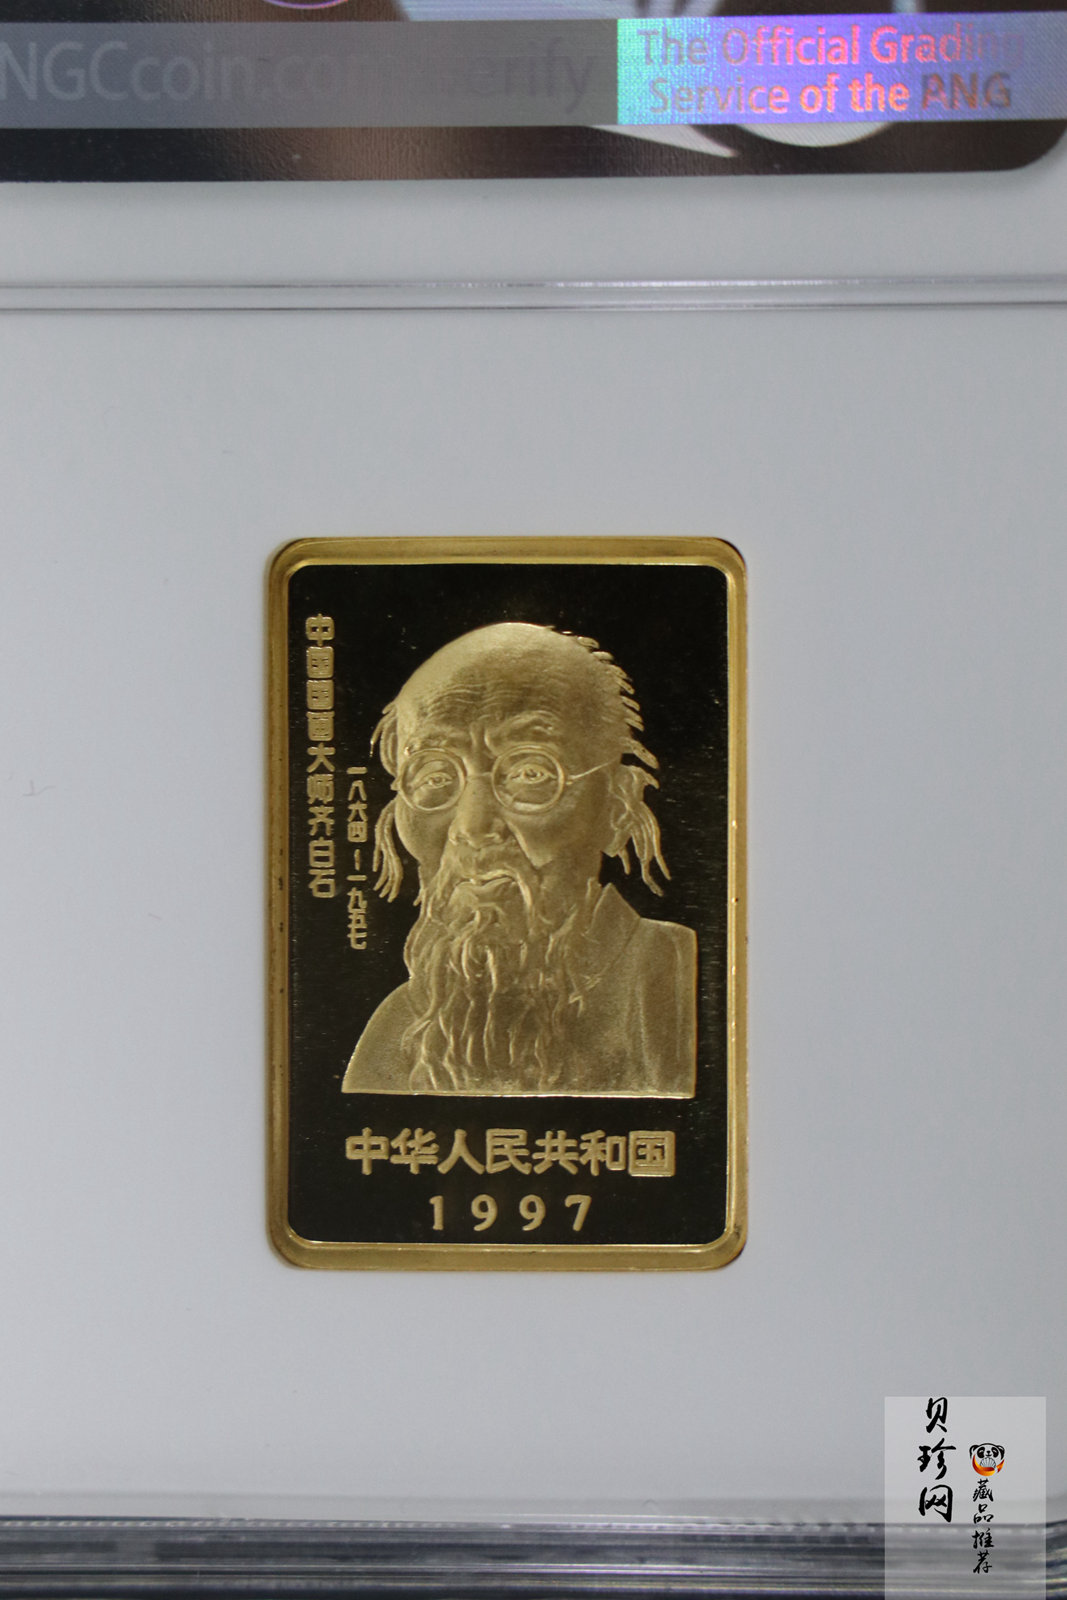 NGCcoin.com/verify
The Official Grading
Service of the PNG
中国国画大师齐白石
一八六四－一九五七
中华人民共和国
1997
贝珍网
藏品推荐